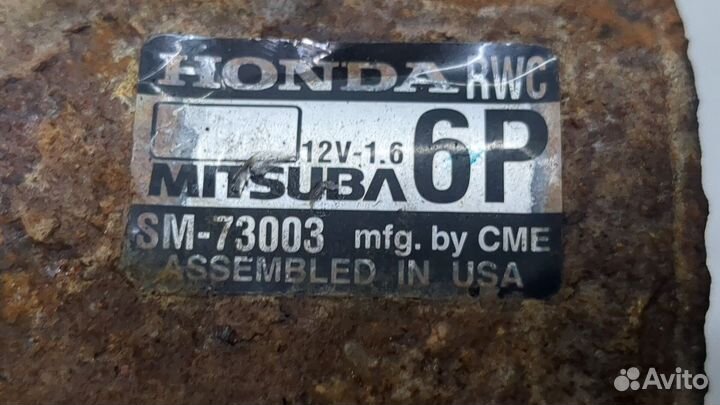 HONDA RWC
12V-1.6 6P
MITSUBA
SM-73003 mfg. by CME
ASSEMBLED IN USA
Avito